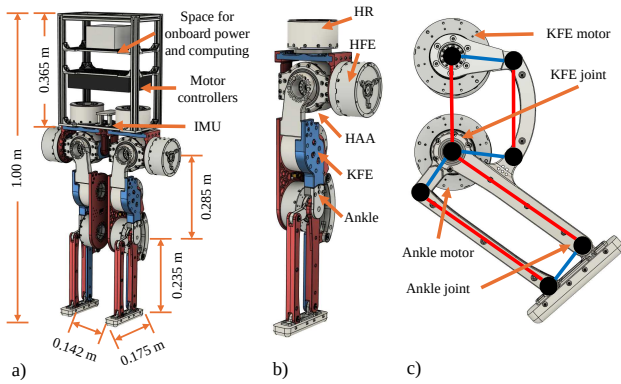 Space for
onboard power
and computing
Motor
controllers
IMU
0.365 m
1.00 m
0.285 m
0.235 m
0.142 m
0.175 m
a)
HR
HFE
HAA
KFE
Ankle
b)
KFE motor
KFE joint
Ankle motor
Ankle joint
c)